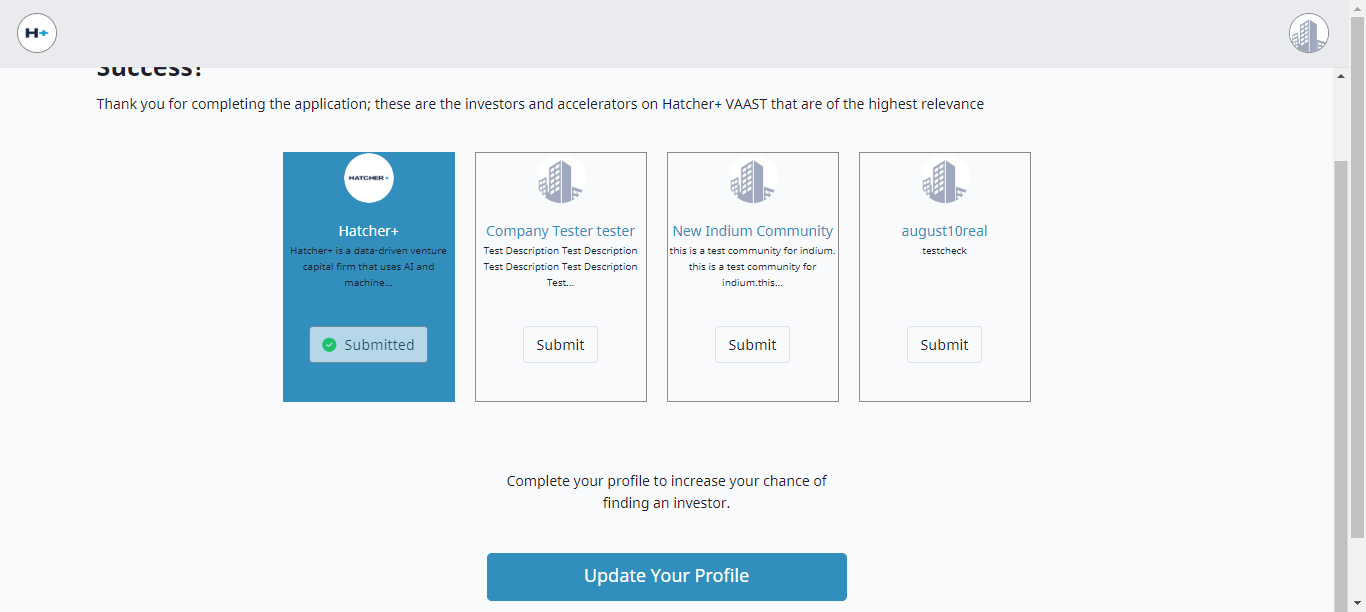 H+
Success!
Thank you for completing the application; these are the investors and accelerators on Hatcher+ VAAST that are of the highest relevance
HATCHER+
Hatcher+
Hatcher+ is a data-driven venture
capital firm that uses AI and
machine...
Submitted
Company Tester tester
Test Description Test Description
Test Description Test Description
Test...
Submit
New Indium Community
this is a test community for indium.
this is a test community for
indium.this...
Submit
august10real
testcheck
Submit
Complete your profile to increase your chance of
finding an investor.
Update Your Profile